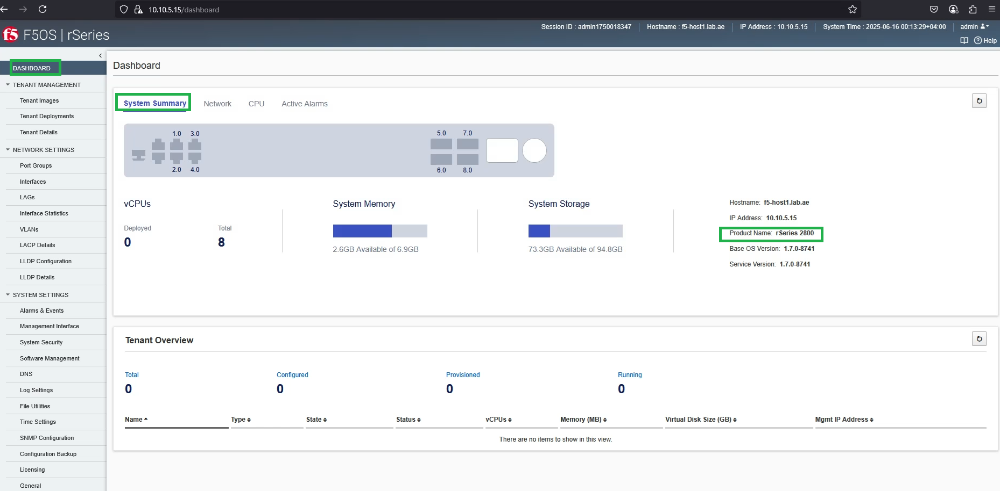 10.10.5.15/dashboard
Session ID : admin1750018347 Hostname : f5-host1.lab.ae IP Address : 10.10.5.15 System Time : 2025-06-16 00:13:29+04:00 admin
f5 F5OS | rSeries
Help
DASHBOARD
TENANT MANAGEMENT
Tenant Images
Tenant Deployments
Tenant Details
NETWORK SETTINGS
Port Groups
Interfaces
LAGs
Interface Statistics
VLANs
LACP Details
LLDP Configuration
LLDP Details
SYSTEM SETTINGS
Alarms & Events
Management Interface
System Security
Software Management
DNS
Log Settings
File Utilities
Time Settings
SNMP Configuration
Configuration Backup
Licensing
General
Dashboard
System Summary Network CPU Active Alarms
1.0 3.0 5.0 7.0
2.0 4.0 6.0 8.0
vCPUs
Deployed Total
0 8
System Memory
2.6GB Available of 6.9GB
System Storage
73.3GB Available of 94.8GB
Hostname: f5-host1.lab.ae
IP Address: 10.10.5.15
Product Name: rSeries 2800
Base OS Version: 1.7.0-8741
Service Version: 1.7.0-8741
Tenant Overview
Total Configured Provisioned Running
0 0 0 0
Name Type State Status vCPUs Memory (MB) Virtual Disk Size (GB) Mgmt IP Address
There are no items to show in this view.